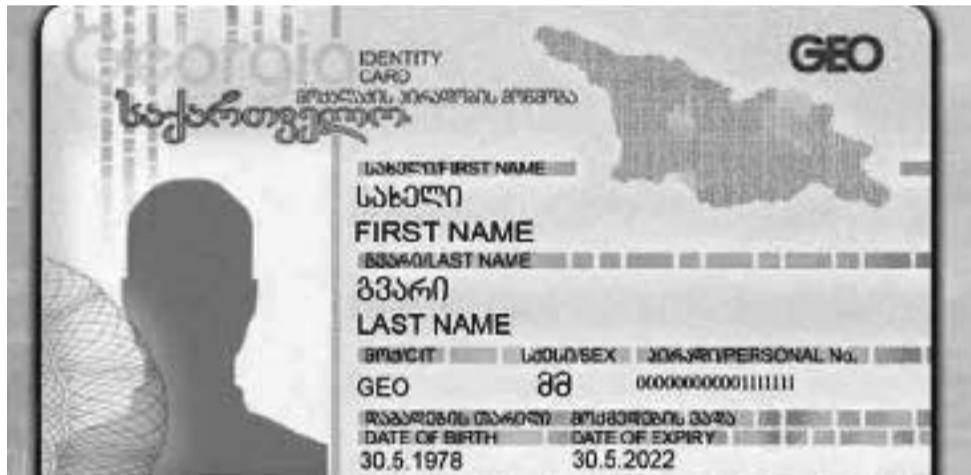 Georgia
IDENTITY
CARD
GEO
მოქალაქის პირადობის მოწმობა
საქართველო
სახელი/FIRST NAME
სახელი
FIRST NAME
გვარი/LAST NAME
გვარი
LAST NAME
მოქ/CIT სქესი/SEX პირადი/PERSONAL No.
GEO მმ
დაბადების თარიღი მოქმედების ვადა
DATE OF BIRTH DATE OF EXPIRY
30.5.1978 30.5.2022